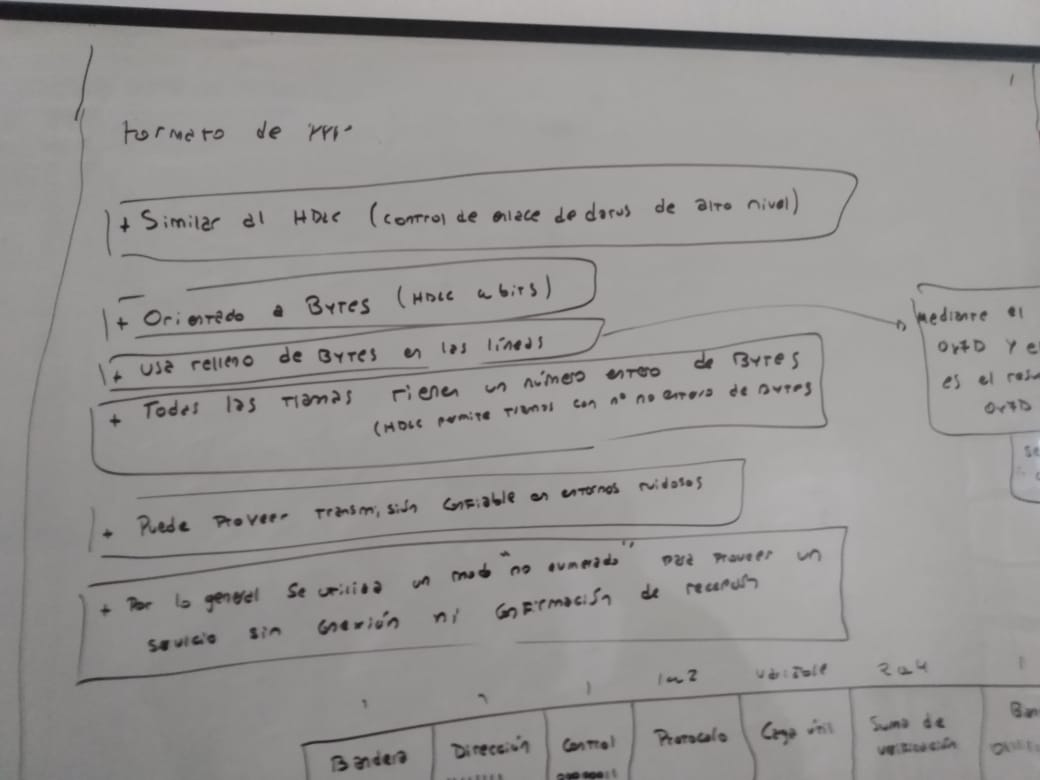 Formato de PPP
+ Similar al HDLC (control de enlace de datos de alto nivel)
+ Orientado a Bytes (HDLC a bits)
+ Usa relleno de Bytes en las líneas
+ Todas las tramas tienen un número entero de Bytes
(HDLC permite tramas con nº no entero de Bytes
+ Puede Proveer transmisión confiable en entornos ruidosos
+ Por lo general se utiliza un modo "no numerado" para proveer un
servicio sin conexión ni confirmación de recepción
mediante el
0x7D y e
es el resu
0x7D
se
1 1 1 1 a 2 variable 2 a 4 1
Bandera Dirección Control Protocolo Carga útil Suma de verificación Ban